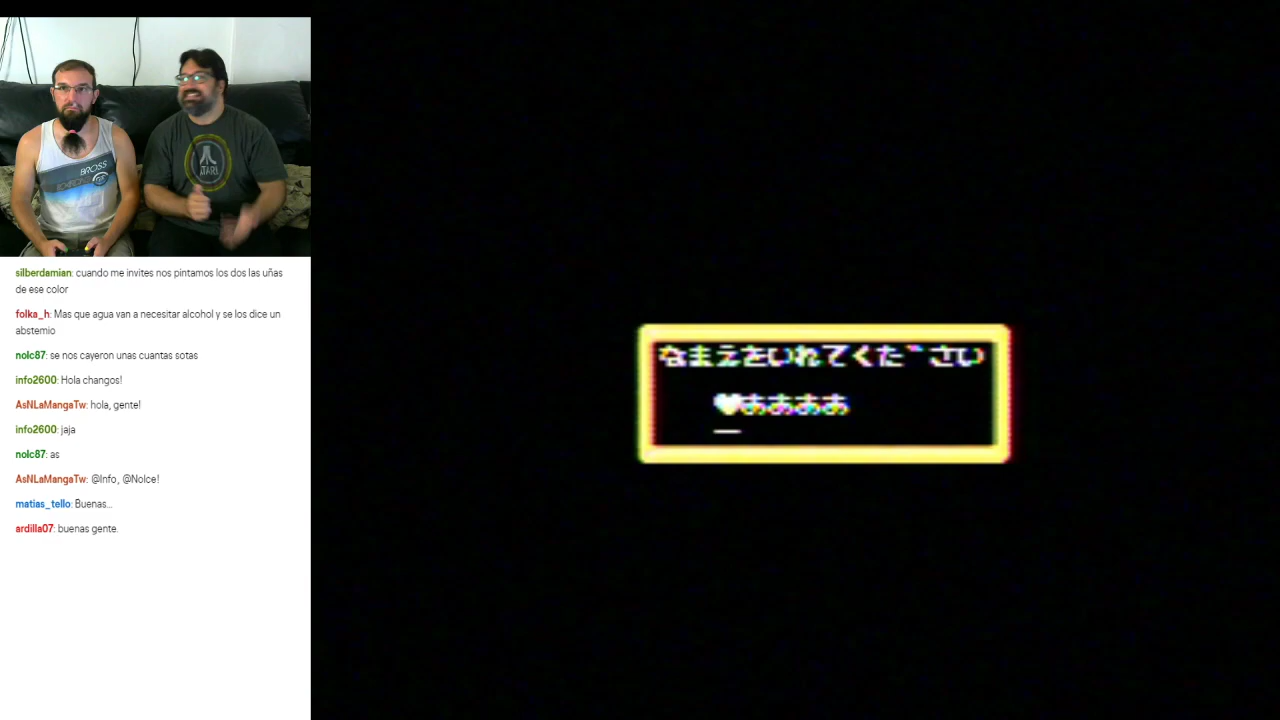 BROSS
ATARI
silberdamian: cuando me invites nos pintamos los dos las uñas
de ese color
folka_h: Mas que agua van a necesitar alcohol y se los dice un
abstemio
nolc87: se nos cayeron unas cuantas sotas
info2600: Hola changos!
AsNLaMangaTw: hola, gente!
info2600: jaja
nolc87: as
AsNLaMangaTw: @Info, @Nolce!
matias_tello: Buenas...
ardilla07: buenas gente.
なまえをいれてくた゛さい
♥ああああ